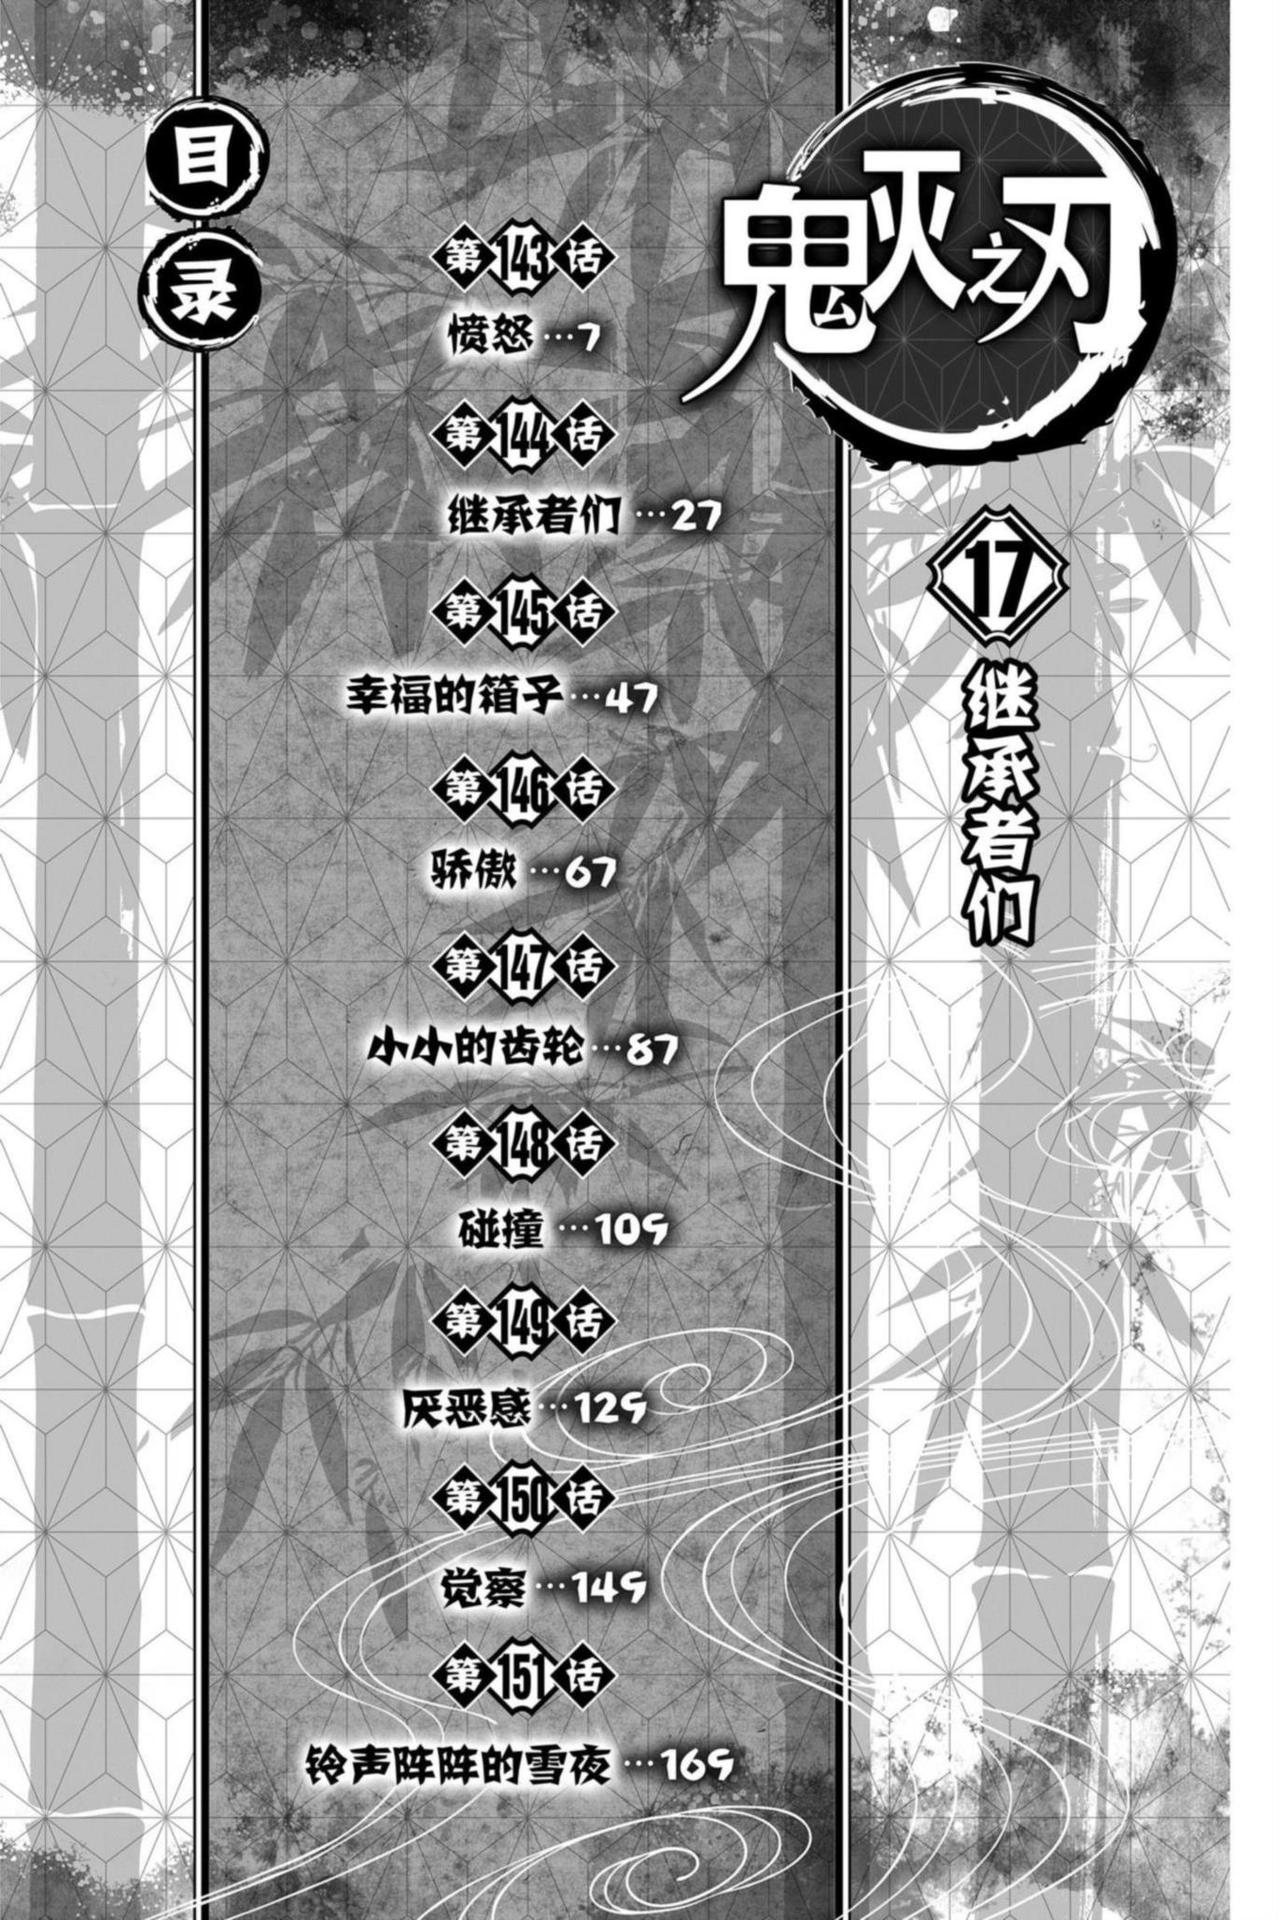 鬼灭之刃
17
继承者们
目录
第143话
愤怒…7
第144话
继承者们…27
第145话
幸福的箱子…47
第146话
骄傲…67
第147话
小小的齿轮…87
第148话
碰撞…109
第149话
厌恶感…129
第150话
觉察…149
第151话
铃声阵阵的雪夜…169